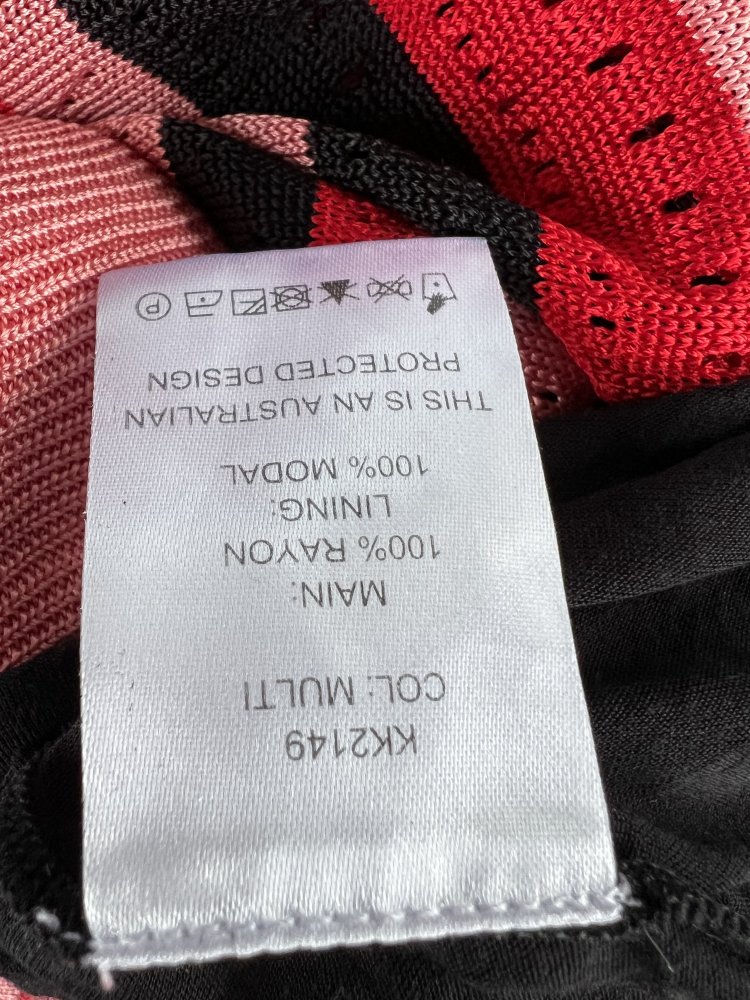 KK2149
COL: MULTI
MAIN:
100% RAYON
LINING:
100% MODAL
THIS IS AN AUSTRALIAN
PROTECTED DESIGN
P